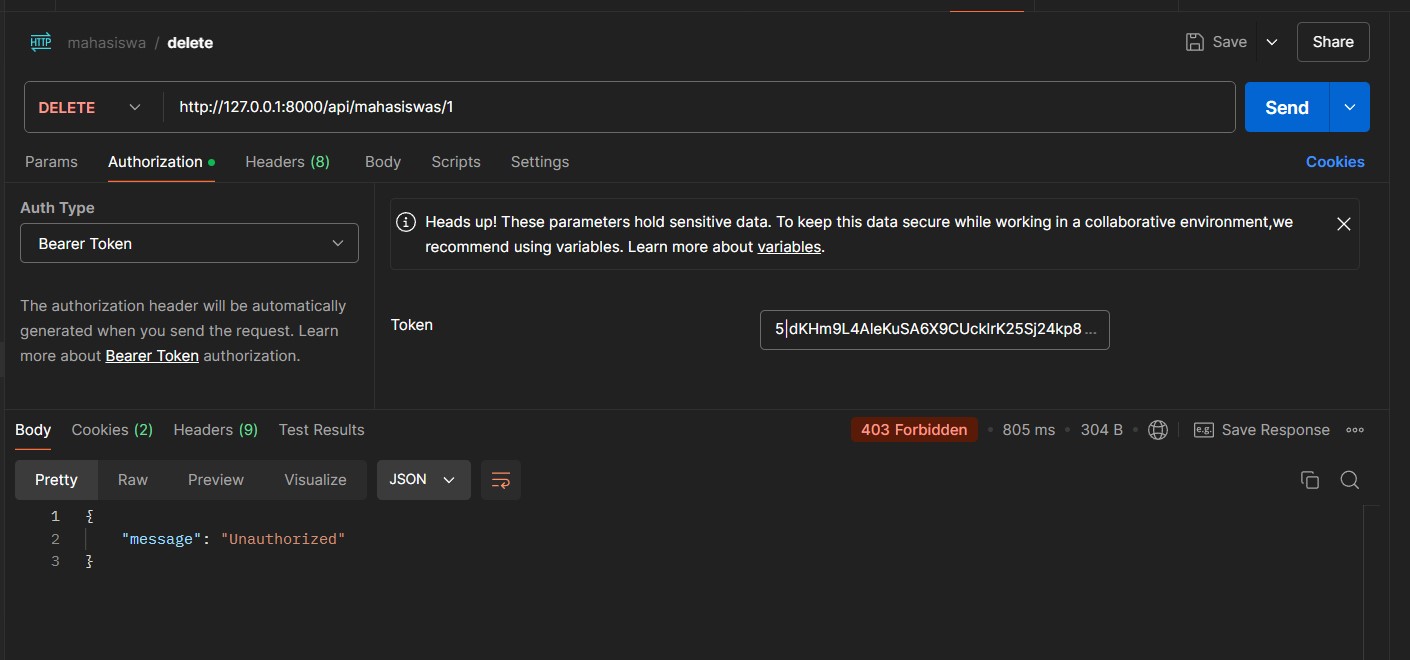 HTTP mahasiswa / delete Save Share
DELETE http://127.0.0.1:8000/api/mahasiswas/1 Send
Params Authorization Headers (8) Body Scripts Settings Cookies
Auth Type
Bearer Token
The authorization header will be automatically
generated when you send the request. Learn
more about Bearer Token authorization.
Heads up! These parameters hold sensitive data. To keep this data secure while working in a collaborative environment,we
recommend using variables. Learn more about variables.
Token 5|dKHm9L4AleKuSA6X9CUcklrK25Sj24kp8...
Body Cookies (2) Headers (9) Test Results 403 Forbidden • 805 ms • 304 B • e.g. Save Response
Pretty Raw Preview Visualize JSON
1 {
2 "message": "Unauthorized"
3 }